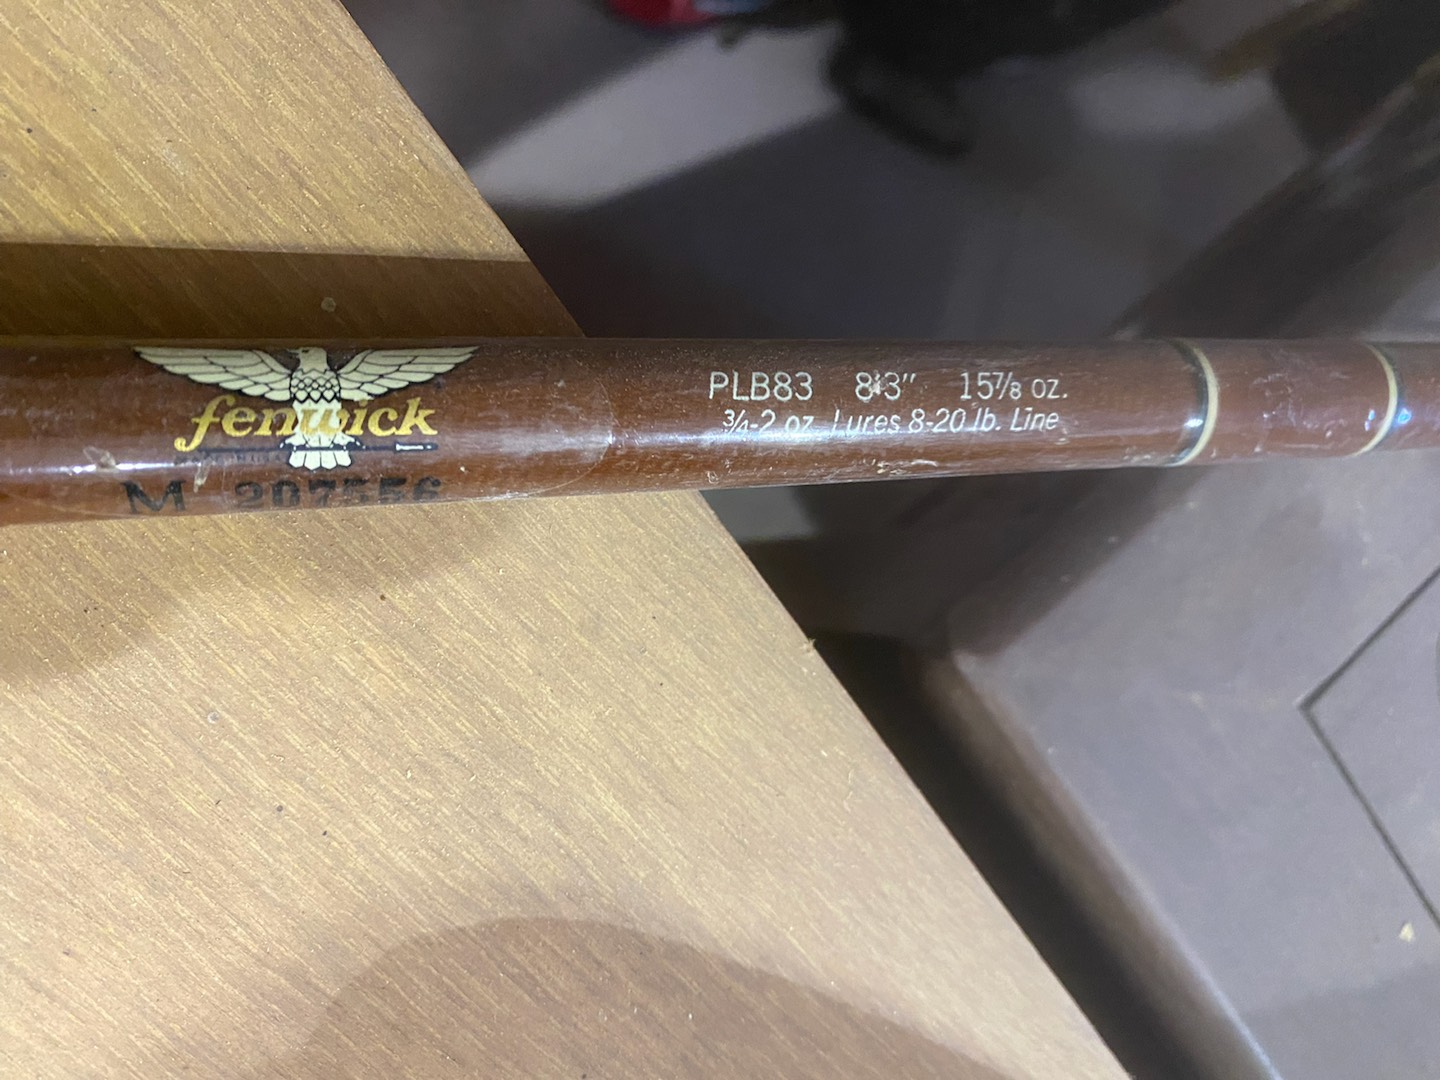 fenwick
M 207556
PLB83 8'3" 15⅞ oz.
¾-2 oz. Lures 8-20 lb. Line